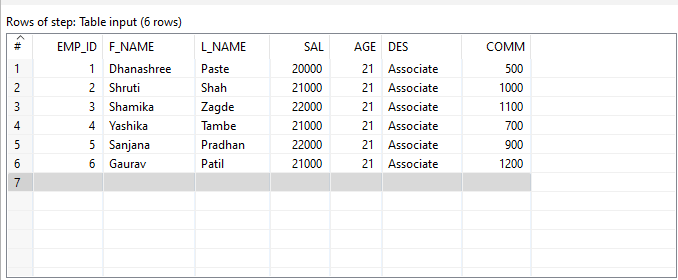 Rows of step: Table input (6 rows)
# EMP_ID F_NAME L_NAME SAL AGE DES COMM
1 1 Dhanashree Paste 20000 21 Associate 500
2 2 Shruti Shah 21000 21 Associate 1000
3 3 Shamika Zagde 22000 21 Associate 1100
4 4 Yashika Tambe 21000 21 Associate 700
5 5 Sanjana Pradhan 22000 21 Associate 900
6 6 Gaurav Patil 21000 21 Associate 1200
7